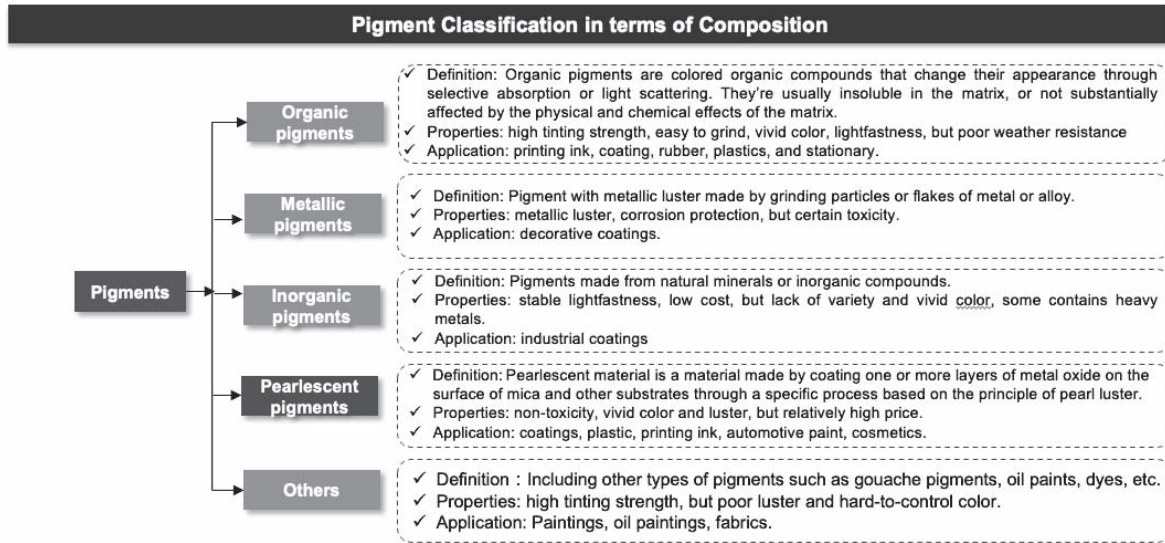 Pigment Classification in terms of Composition
Pigments
Organic
pigments
✓ Definition: Organic pigments are colored organic compounds that change their appearance through
selective absorption or light scattering. They're usually insoluble in the matrix, or not substantially
affected by the physical and chemical effects of the matrix.
✓ Properties: high tinting strength, easy to grind, vivid color, lightfastness, but poor weather resistance
✓ Application: printing ink, coating, rubber, plastics, and stationary.
Metallic
pigments
✓ Definition: Pigment with metallic luster made by grinding particles or flakes of metal or alloy.
✓ Properties: metallic luster, corrosion protection, but certain toxicity.
✓ Application: decorative coatings.
Inorganic
pigments
✓ Definition: Pigments made from natural minerals or inorganic compounds.
✓ Properties: stable lightfastness, low cost, but lack of variety and vivid color, some contains heavy
metals.
✓ Application: industrial coatings
Pearlescent
pigments
✓ Definition: Pearlescent material is a material made by coating one or more layers of metal oxide on the
surface of mica and other substrates through a specific process based on the principle of pearl luster.
✓ Properties: non-toxicity, vivid color and luster, but relatively high price.
✓ Application: coatings, plastic, printing ink, automotive paint, cosmetics.
Others
✓ Definition : Including other types of pigments such as gouache pigments, oil paints, dyes, etc.
✓ Properties: high tinting strength, but poor luster and hard-to-control color.
✓ Application: Paintings, oil paintings, fabrics.